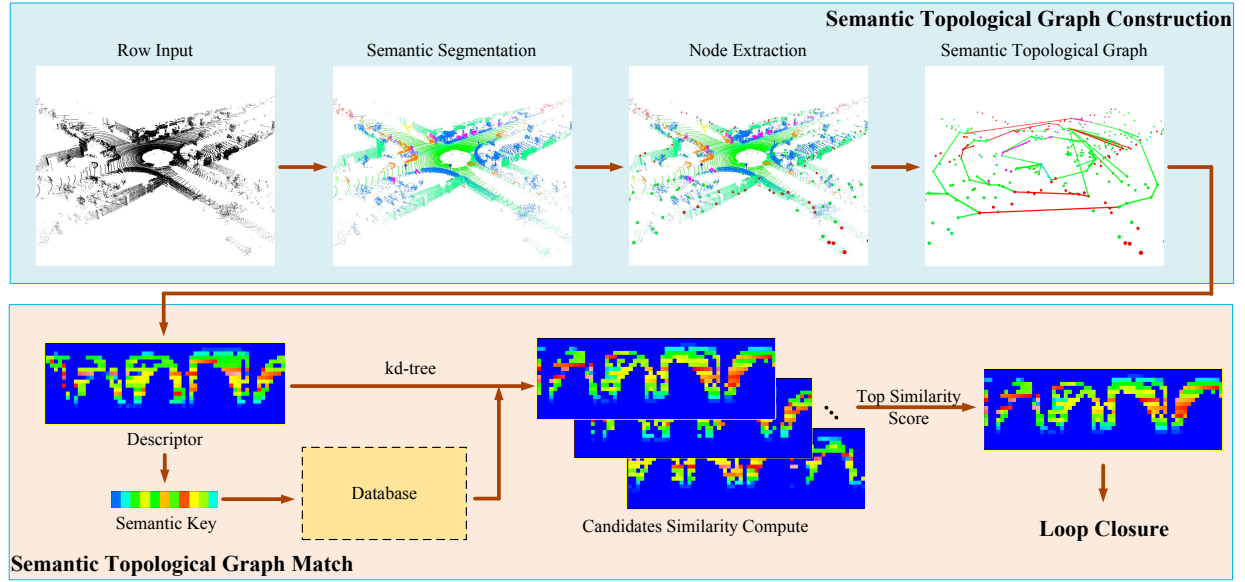 Semantic Topological Graph Construction
Row Input
Semantic Segmentation
Node Extraction
Semantic Topological Graph
kd-tree
Top Similarity
Score
Descriptor
Database
Semantic Key
Candidates Similarity Compute
Loop Closure
Semantic Topological Graph Match